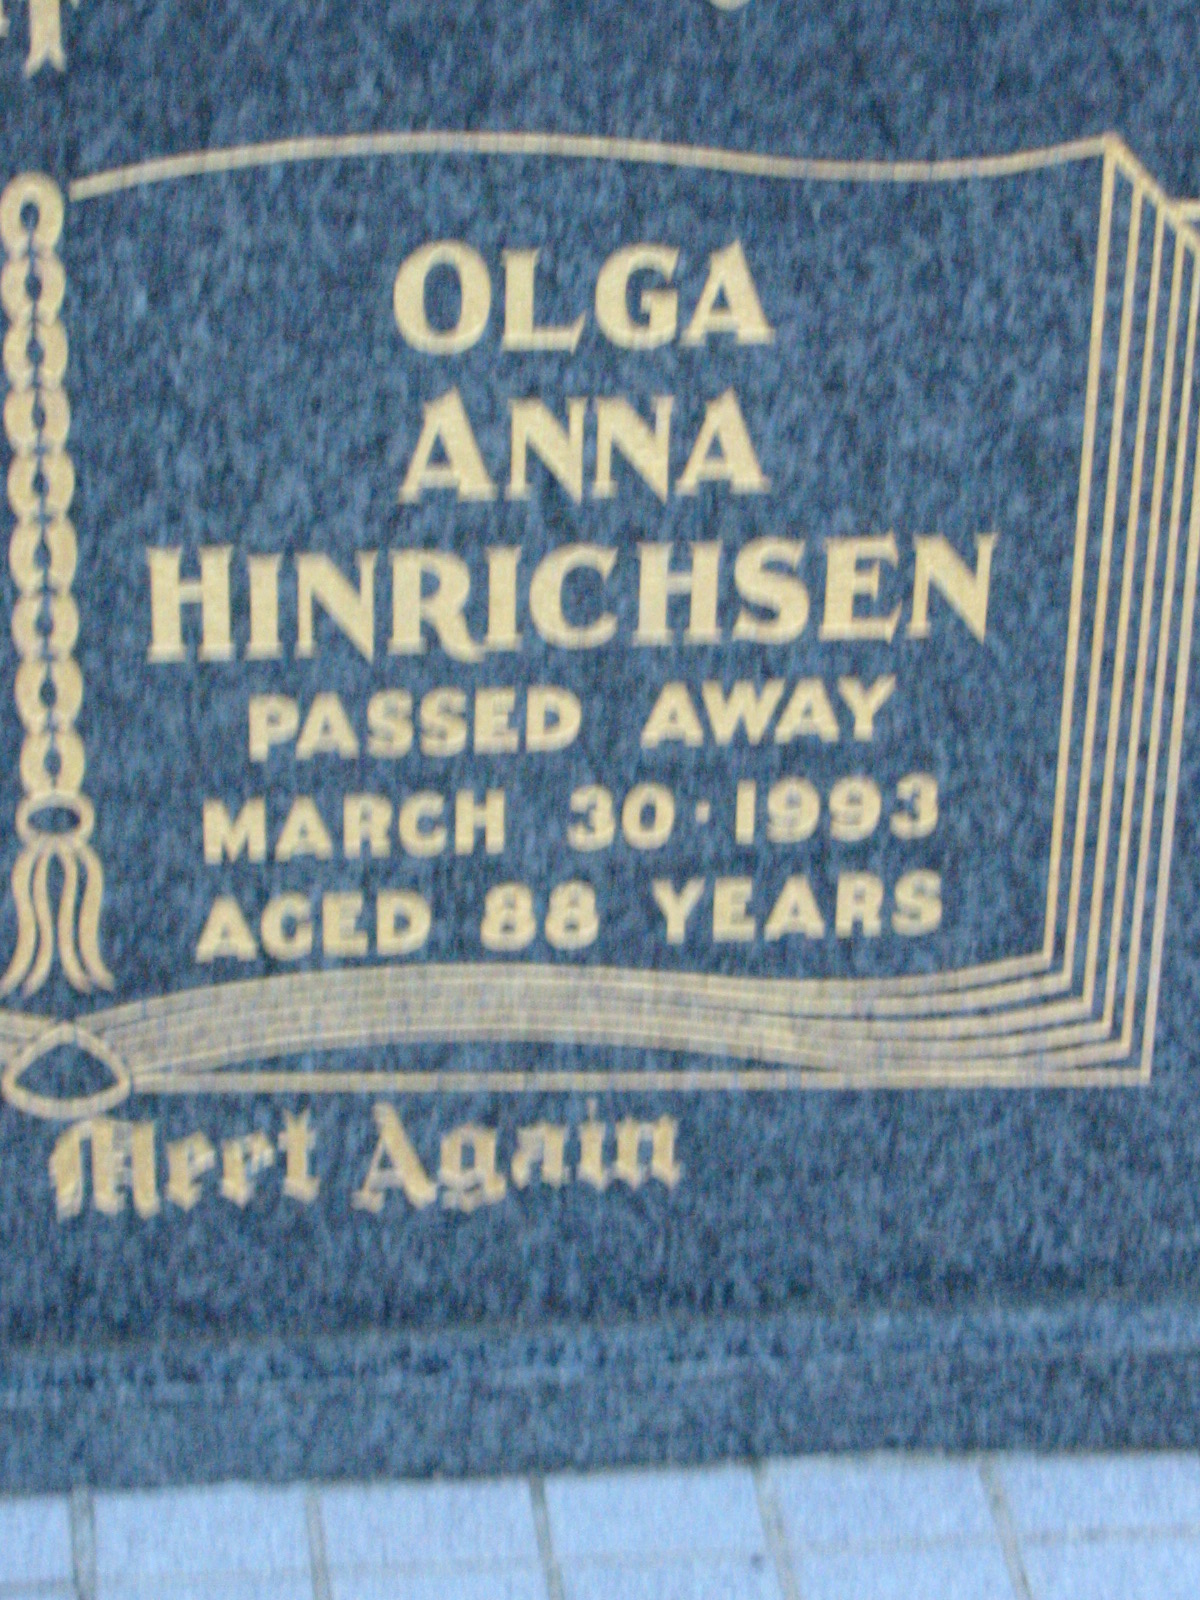 OLGA
ANNA
HINRICHSEN
PASSED AWAY
MARCH 30·1993
AGED 88 YEARS
Meet Again